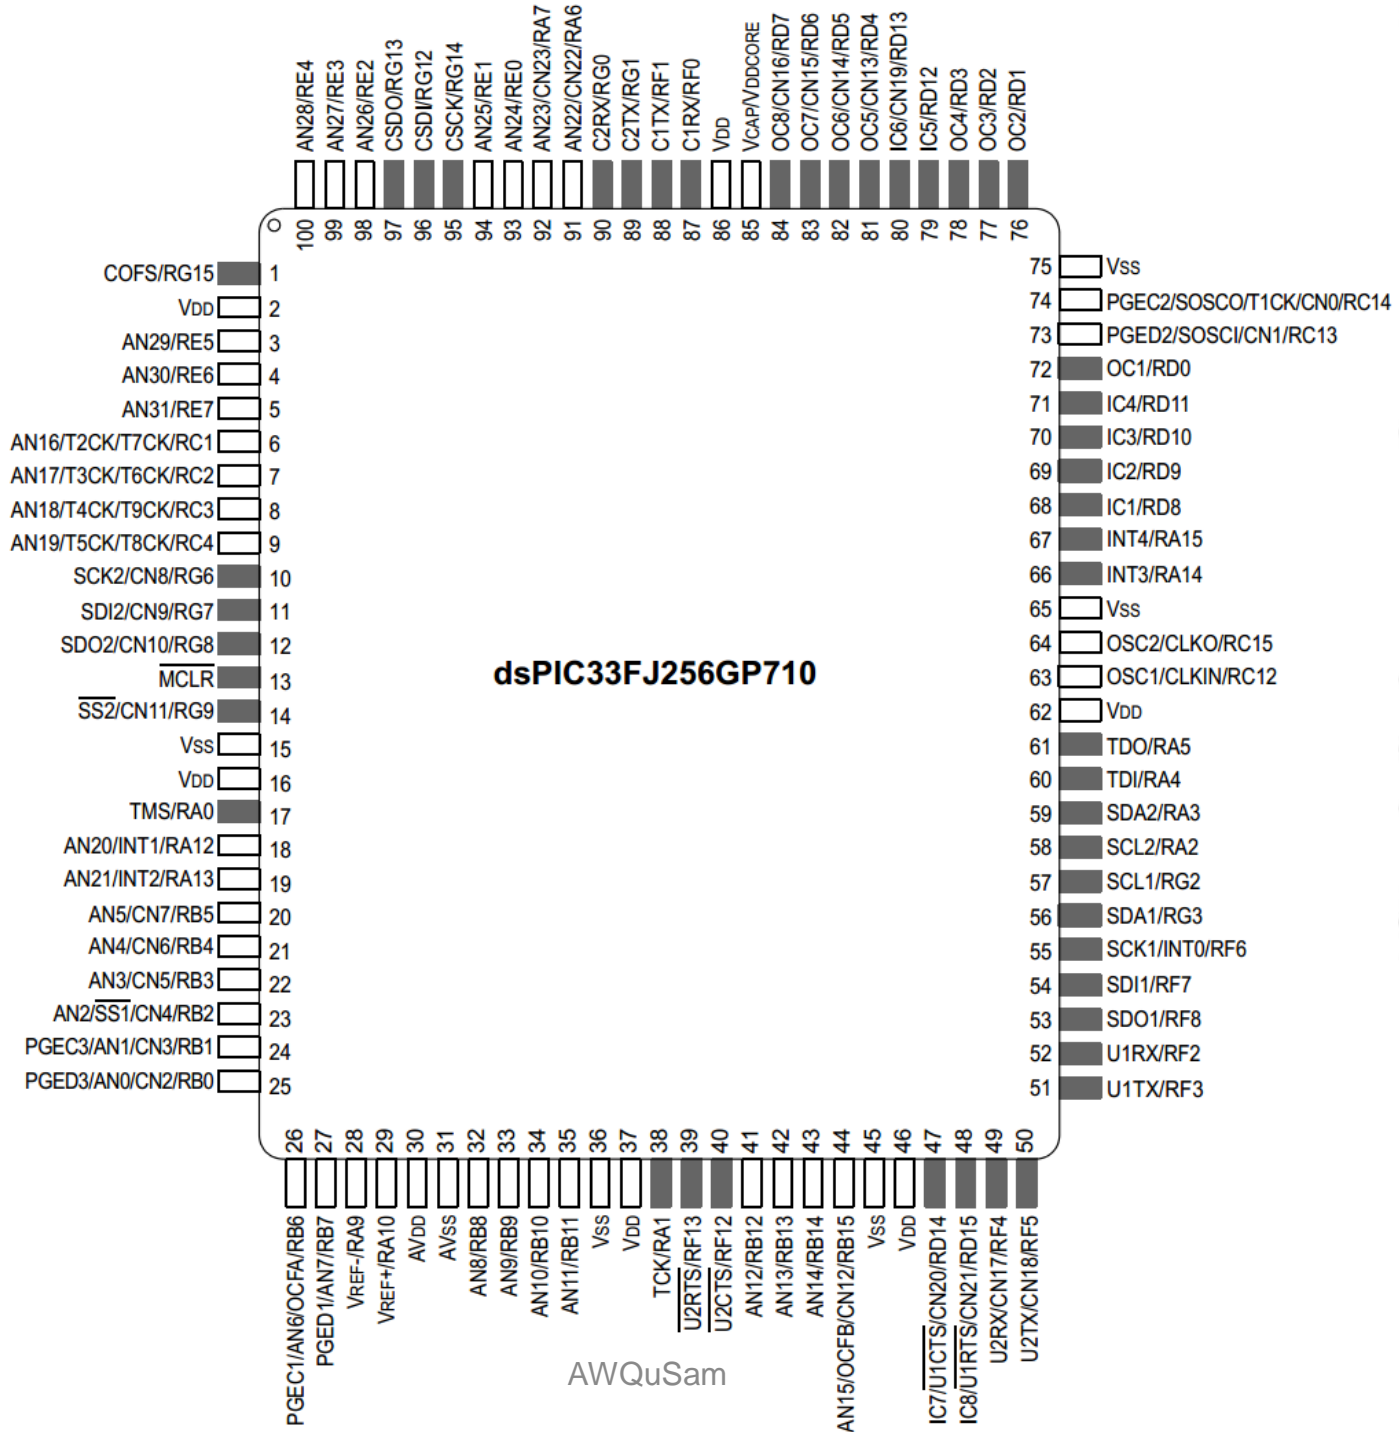 AN28/RE4
AN27/RE3
AN26/RE2
CSDO/RG13
CSDI/RG12
CSCK/RG14
AN25/RE1
AN24/RE0
AN23/CN23/RA7
AN22/CN22/RA6
C2RX/RG0
C2TX/RG1
C1TX/RF1
C1RX/RF0
VDD
VCAP/VDDCORE
OC8/CN16/RD7
OC7/CN15/RD6
OC6/CN14/RD5
OC5/CN13/RD4
IC6/CN19/RD13
IC5/RD12
OC4/RD3
OC3/RD2
OC2/RD1
100
99
98
97
96
95
94
93
92
91
90
89
88
87
86
85
84
83
82
81
80
79
78
77
76
COFS/RG15 1
VDD 2
AN29/RE5 3
AN30/RE6 4
AN31/RE7 5
AN16/T2CK/T7CK/RC1 6
AN17/T3CK/T6CK/RC2 7
AN18/T4CK/T9CK/RC3 8
AN19/T5CK/T8CK/RC4 9
SCK2/CN8/RG6 10
SDI2/CN9/RG7 11
SDO2/CN10/RG8 12
MCLR 13
SS2/CN11/RG9 14
VSS 15
VDD 16
TMS/RA0 17
AN20/INT1/RA12 18
AN21/INT2/RA13 19
AN5/CN7/RB5 20
AN4/CN6/RB4 21
AN3/CN5/RB3 22
AN2/SS1/CN4/RB2 23
PGEC3/AN1/CN3/RB1 24
PGED3/AN0/CN2/RB0 25
dsPIC33FJ256GP710
75 VSS
74 PGEC2/SOSCO/T1CK/CN0/RC14
73 PGED2/SOSCI/CN1/RC13
72 OC1/RD0
71 IC4/RD11
70 IC3/RD10
69 IC2/RD9
68 IC1/RD8
67 INT4/RA15
66 INT3/RA14
65 VSS
64 OSC2/CLKO/RC15
63 OSC1/CLKIN/RC12
62 VDD
61 TDO/RA5
60 TDI/RA4
59 SDA2/RA3
58 SCL2/RA2
57 SCL1/RG2
56 SDA1/RG3
55 SCK1/INT0/RF6
54 SDI1/RF7
53 SDO1/RF8
52 U1RX/RF2
51 U1TX/RF3
26
27
28
29
30
31
32
33
34
35
36
37
38
39
40
41
42
43
44
45
46
47
48
49
50
PGEC1/AN6/OCFA/RB6
PGED1/AN7/RB7
VREF-/RA9
VREF+/RA10
AVDD
AVSS
AN8/RB8
AN9/RB9
AN10/RB10
AN11/RB11
VSS
VDD
TCK/RA1
U2RTS/RF13
U2CTS/RF12
AN12/RB12
AN13/RB13
AN14/RB14
AN15/OCFB/CN12/RB15
VSS
VDD
IC7/U1CTS/CN20/RD14
IC8/U1RTS/CN21/RD15
U2RX/CN17/RF4
U2TX/CN18/RF5
AWQuSam